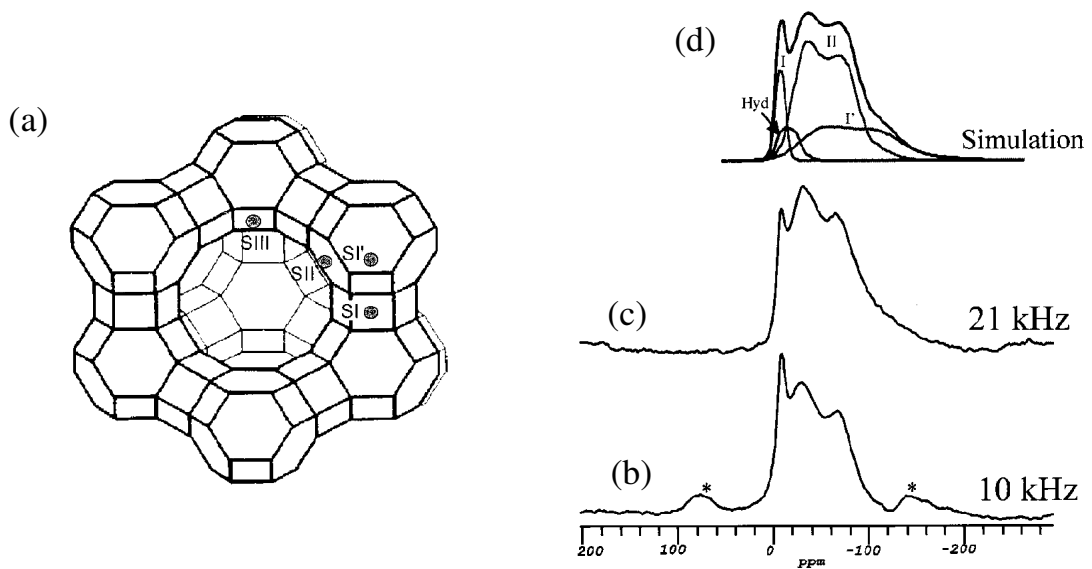 (a)
SIII
SII
SI'
SI
(d)
I
II
Hyd
I'
Simulation
(c)
21 kHz
(b)
*
*
10 kHz
200
100
0
-100
-200
ppm